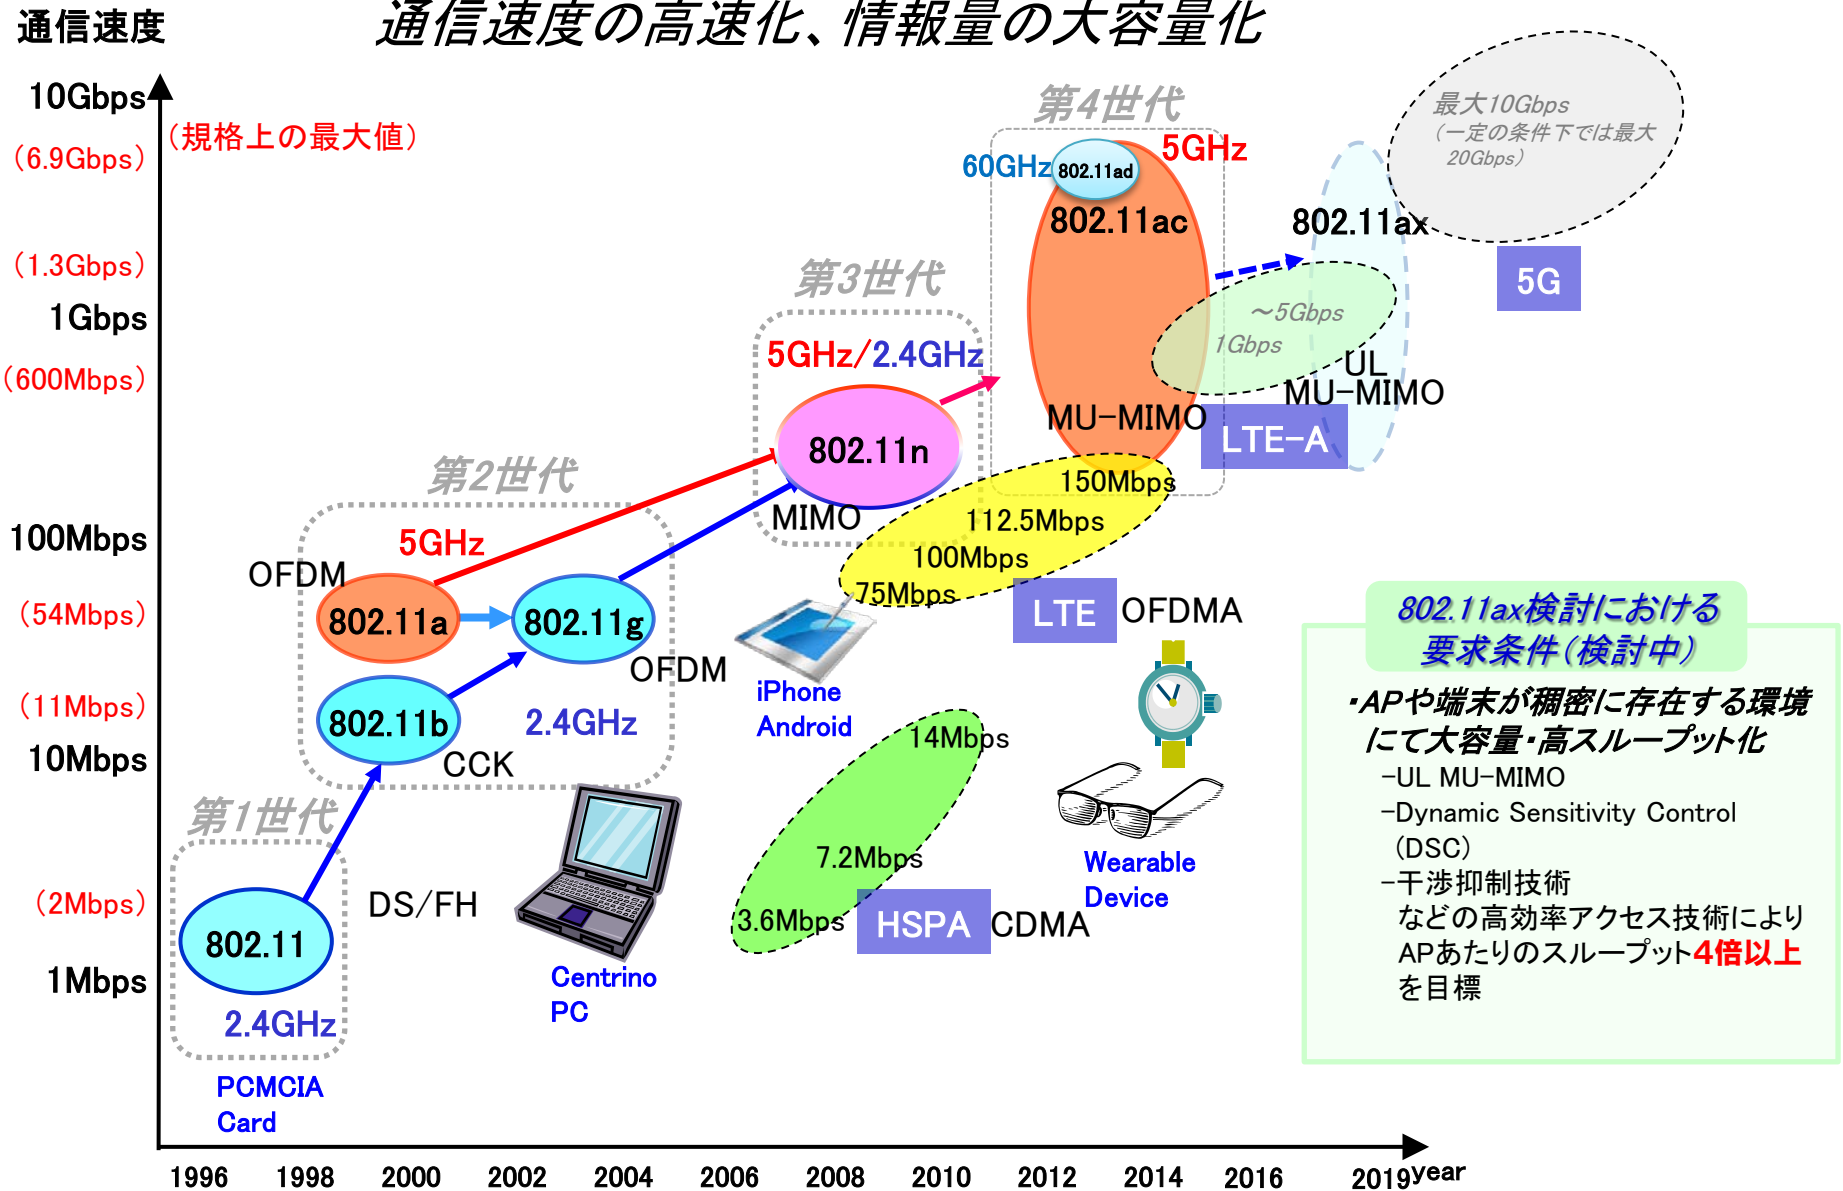 通信速度の高速化、情報量の大容量化
通信速度
10Gbps
（6.9Gbps）
（1.3Gbps）
1Gbps
（600Mbps）
100Mbps
（54Mbps）
（11Mbps）
10Mbps
（2Mbps）
1Mbps
（規格上の最大値）
第1世代
802.11
2.4GHz
DS/FH
PCMCIA
Card
第2世代
5GHz
OFDM
802.11a
802.11g
OFDM
802.11b
2.4GHz
CCK
Centrino
PC
第3世代
5GHz/2.4GHz
802.11n
MIMO
iPhone
Android
第4世代
60GHz
802.11ad
5GHz
802.11ac
MU-MIMO
150Mbps
112.5Mbps
100Mbps
75Mbps
LTE
OFDMA
14Mbps
7.2Mbps
3.6Mbps
HSPA
CDMA
Wearable
Device
802.11ax
～5Gbps
1Gbps
UL
MU-MIMO
LTE-A
最大10Gbps
（一定の条件下では最大
20Gbps）
5G
802.11ax検討における
要求条件（検討中）
・APや端末が稠密に存在する環境
にて大容量・高スループット化
-UL MU-MIMO
-Dynamic Sensitivity Control
（DSC）
-干渉抑制技術
などの高効率アクセス技術により
APあたりのスループット4倍以上
を目標
1996 1998 2000 2002 2004 2006 2008 2010 2012 2014 2016 2019 year